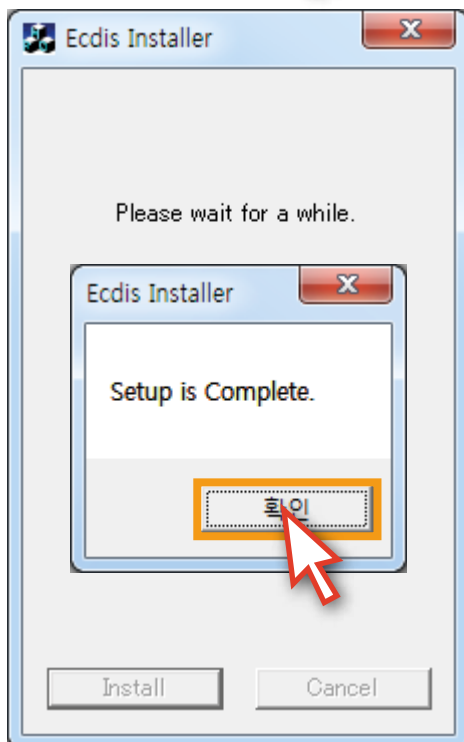 Ecdis Installer
Please wait for a while.
Ecdis Installer
Setup is Complete.
확인
Install
Cancel